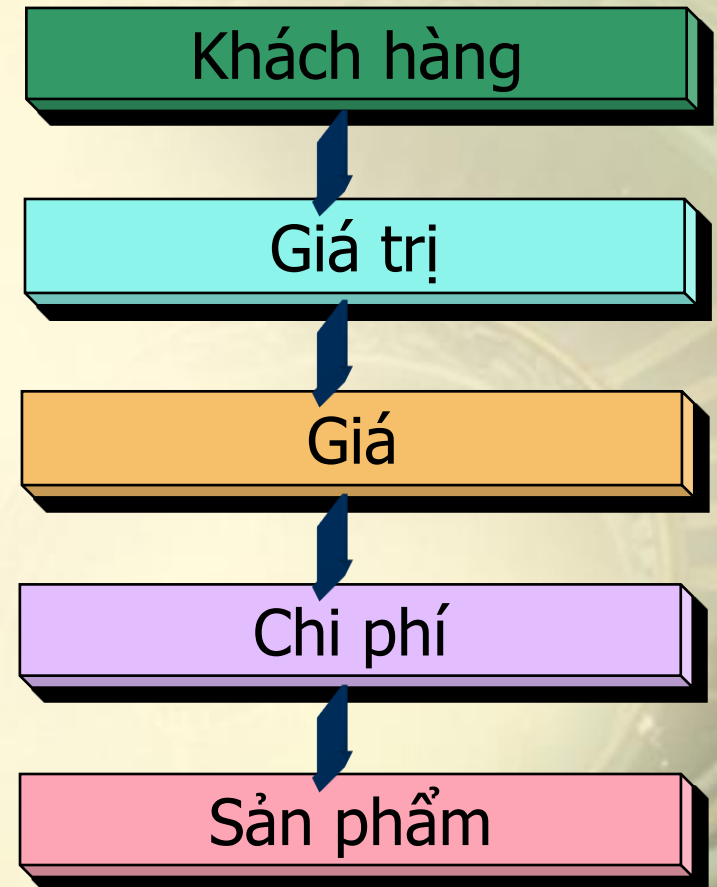 Khách hàng
Giá trị
Giá
Chi phí
Sản phẩm